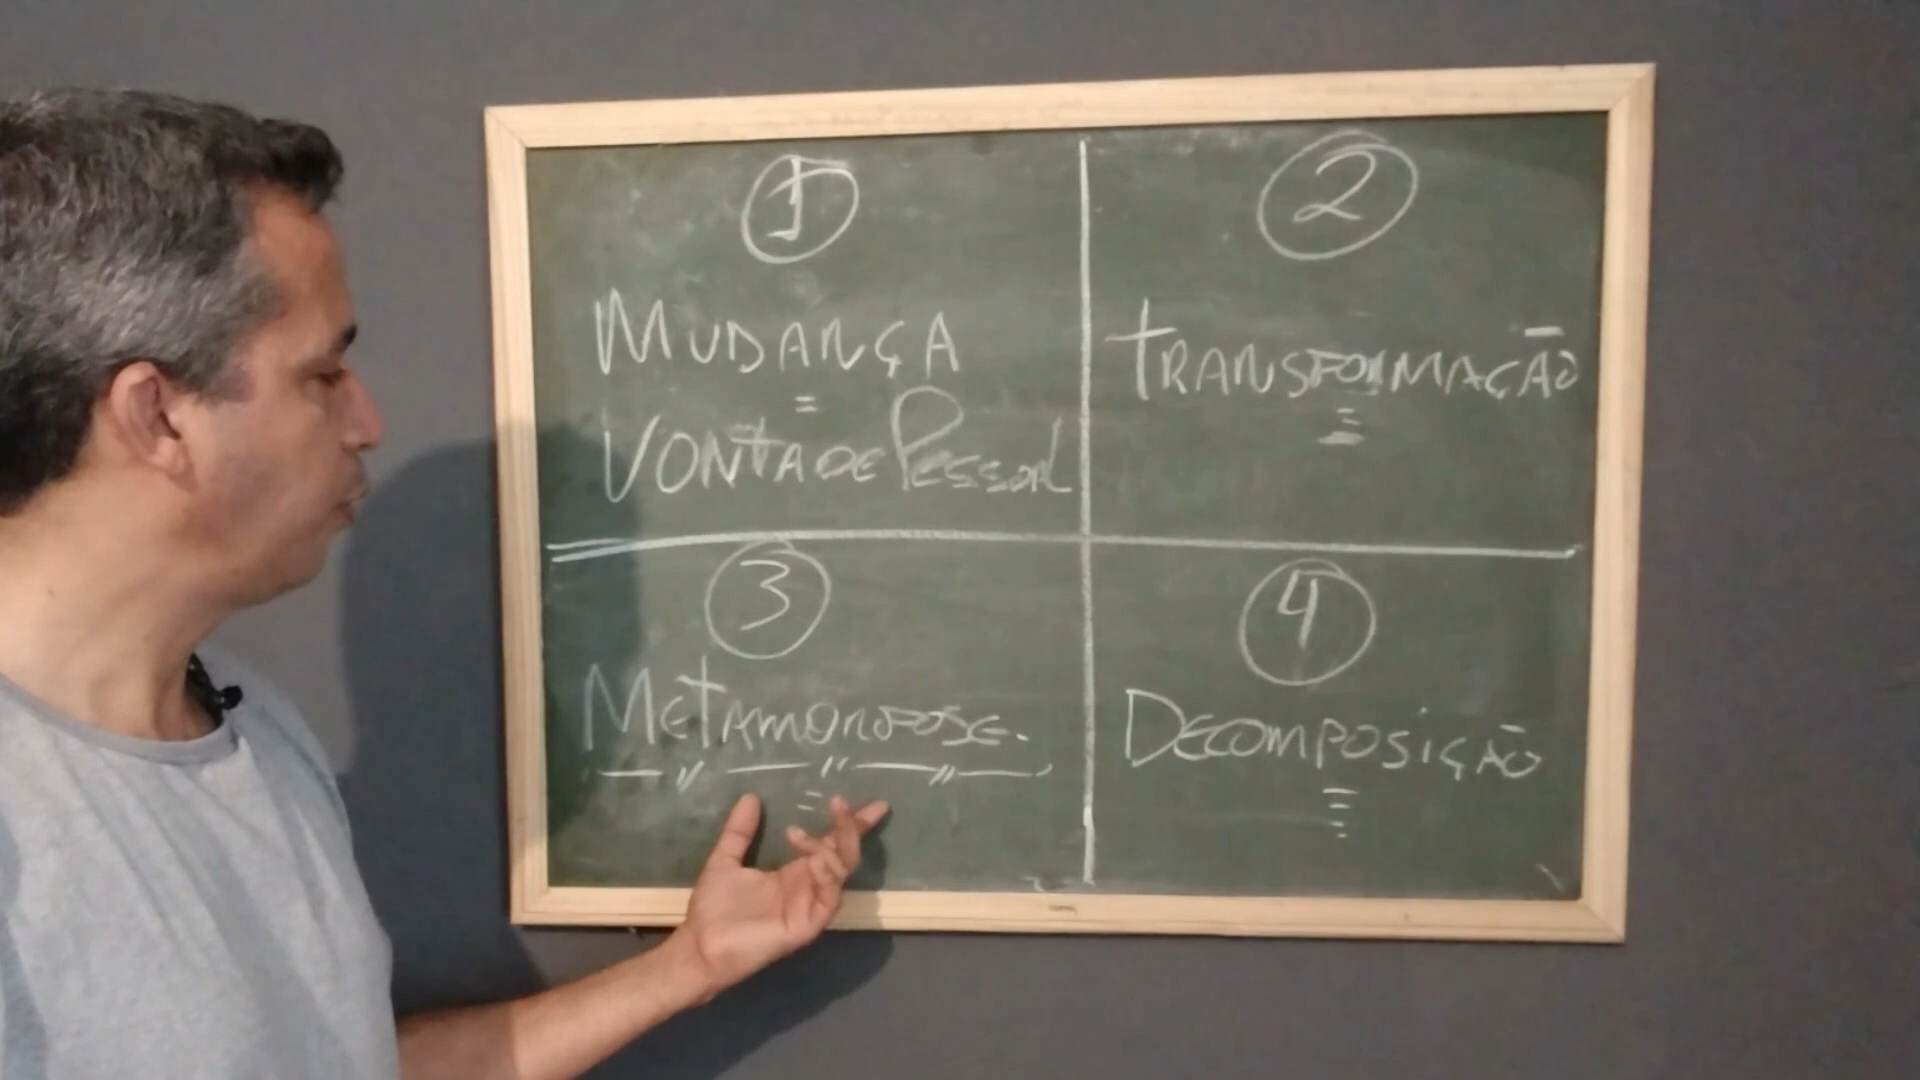 1
MUDANÇA
=
VONTADE PESSOAL
2
TRANSFORMAÇÃO
3
METAMORFOSE.
4
DECOMPOSIÇÃO